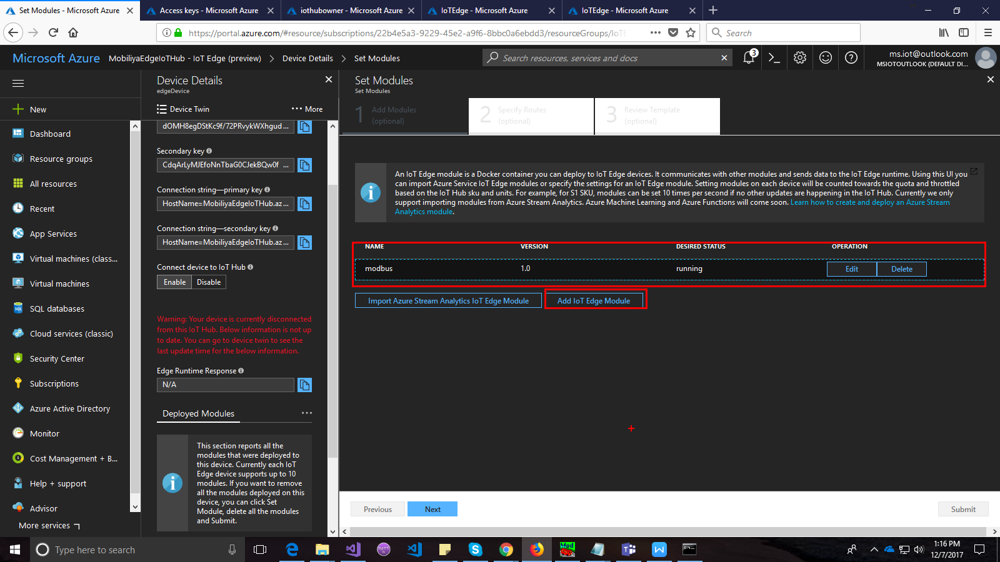 Set Modules - Microsoft Azure
Access keys - Microsoft Azure
iothubowner - Microsoft Azure
IoTEdge - Microsoft Azure
IoTEdge - Microsoft Azure
https://portal.azure.com/#resource/subscriptions/22b4e5a3-9229-45e2-a9f6-8bbc0a6ebdd3/resourceGroups/IoTE
Search
Microsoft Azure
MobiliyaEdgeIoTHub - IoT Edge (preview) > Device Details > Set Modules
Search resources, services and docs
3
ms.iot@outlook.com
MSIOTOUTLOOK (DEFAULT DI...
New
Dashboard
Resource groups
All resources
Recent
App Services
Virtual machines (class...
Virtual machines
SQL databases
Cloud services (classic)
Security Center
Subscriptions
Azure Active Directory
Monitor
Cost Management + B...
Help + support
Advisor
More services
Device Details
edgeDevice
Device Twin
More
dOMH8egDStKc9f/72PRvykWXhgud...
Secondary key
CdqArLyMJEfoNnTbaG0CJekBQw0f ...
Connection string—primary key
HostName=MobiliyaEdgeIoTHub.az...
Connection string—secondary key
HostName=MobiliyaEdgeIoTHub.az...
Connect device to IoT Hub
Enable
Disable
Warning: Your device is currently disconnected
from this IoT Hub. Below information is not up
to date. You can go to device twin to see the
last update time for the below information.
Edge Runtime Response
N/A
Deployed Modules
This section reports all the
modules that were deployed to
this device. Currently each IoT
Edge device supports up to 10
modules. If you want to remove
all the modules deployed on this
device, you can click Set
Module, delete all the modules
and Submit.
Set Modules
Set Modules
1 Add Modules
(optional)
2 Specify Routes
(optional)
3 Review Template
(optional)
An IoT Edge module is a Docker container you can deploy to IoT Edge devices. It communicates with other modules and sends data to the IoT Edge runtime. Using this UI you
can import Azure Service IoT Edge modules or specify the settings for an IoT Edge module. Setting modules on each device will be counted towards the quota and throttled
based on the IoT Hub sku and units. For example, for S1 SKU, modules can be set 10 times per second if no other updates are happening in the IoT Hub. Currently we only
support importing modules from Azure Stream Analytics. Azure Machine Learning and Azure Functions will come soon. Learn how to create and deploy an Azure Stream
Analytics module.
NAME VERSION DESIRED STATUS OPERATION
modbus 1.0 running Edit Delete
Import Azure Stream Analytics IoT Edge Module
Add IoT Edge Module
Previous
Next
Submit
Type here to search
Mod
1:16 PM
12/7/2017